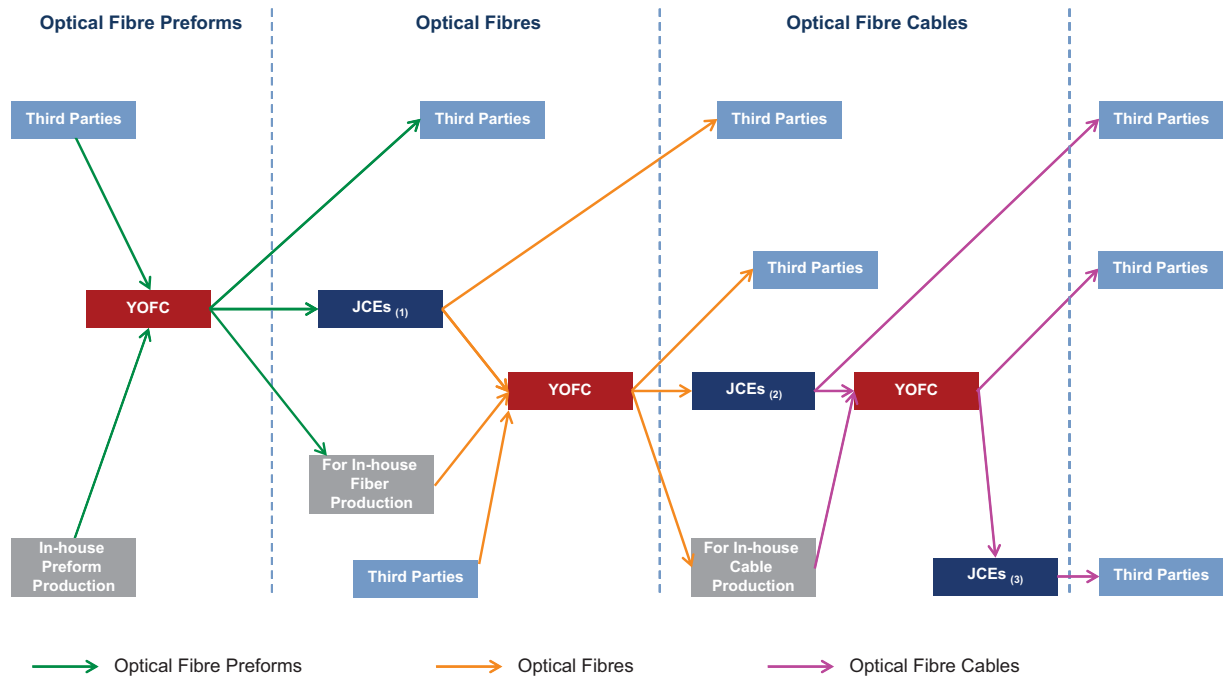 Optical Fibre Preforms
Optical Fibres
Optical Fibre Cables
Third Parties
Third Parties
Third Parties
Third Parties
Third Parties
Third Parties
YOFC
JCEs (1)
YOFC
JCEs (2)
YOFC
For In-house
Fiber
Production
In-house
Preform
Production
Third Parties
For In-house
Cable
Production
JCEs (3)
Third Parties
Optical Fibre Preforms
Optical Fibres
Optical Fibre Cables